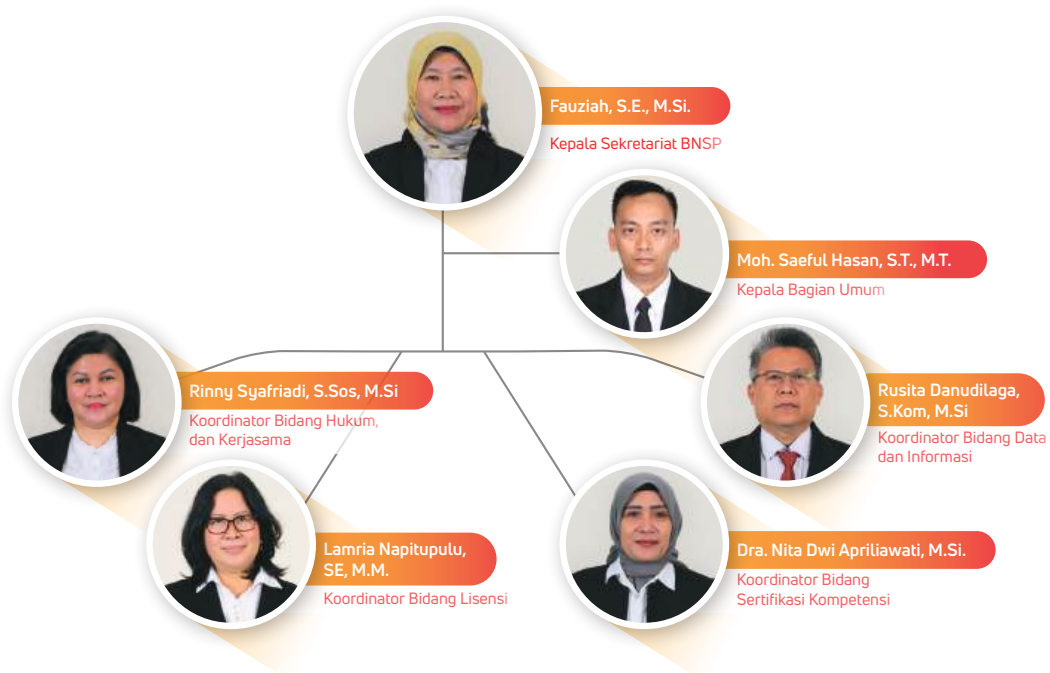 Fauziah, S.E., M.Si.
Kepala Sekretariat BNSP
Moh. Saeful Hasan, S.T., M.T.
Kepala Bagian Umum
Rinny Syafriadi, S.Sos, M.Si
Koordinator Bidang Hukum,
dan Kerjasama
Rusita Danudilaga,
S.Kom, M.Si
Koordinator Bidang Data
dan Informasi
Lamria Napitupulu,
SE, M.M.
Koordinator Bidang Lisensi
Dra. Nita Dwi Apriliawati, M.Si.
Koordinator Bidang
Sertifikasi Kompetensi